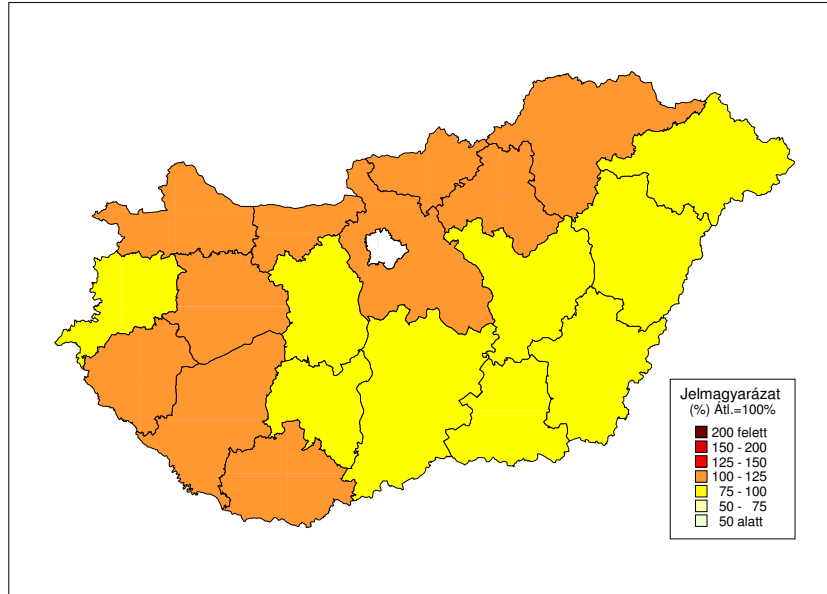 Jelmagyarázat
(%) Átl.=100%
200 felett
150 - 200
125 - 150
100 - 125
75 - 100
50 - 75
50 alatt